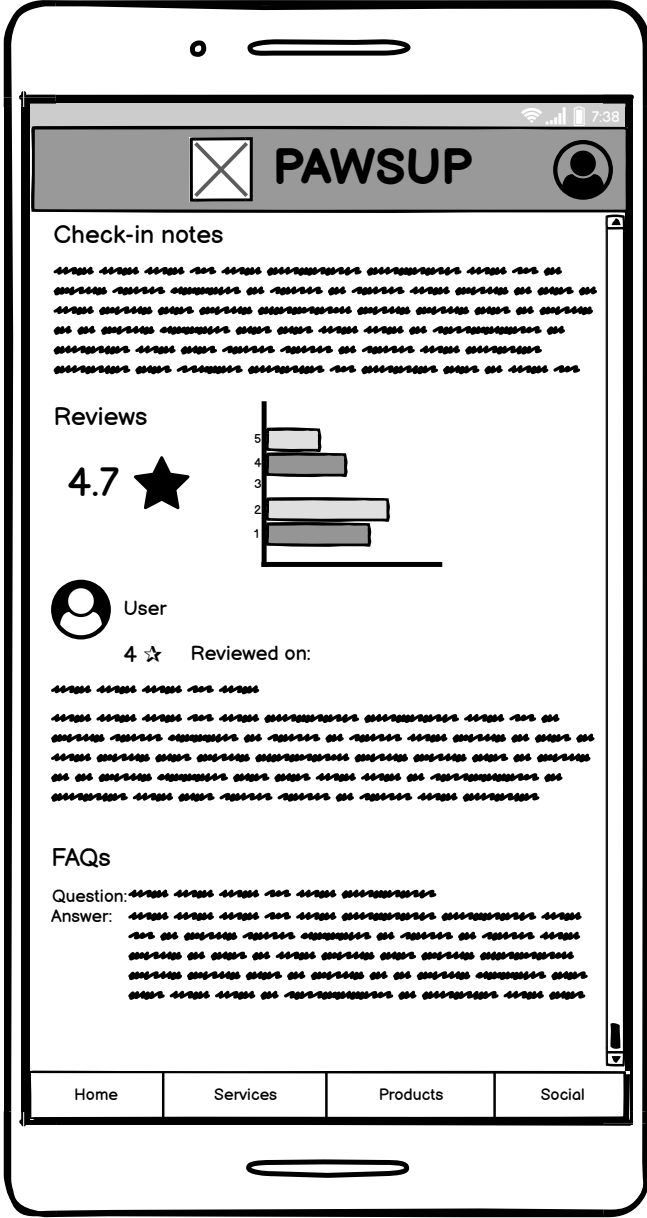 7:38
PAWSUP
Check-in notes
Reviews
4.7
5
4
3
2
1
User
4 Reviewed on:
FAQs
Question:
Answer:
Home Services Products Social